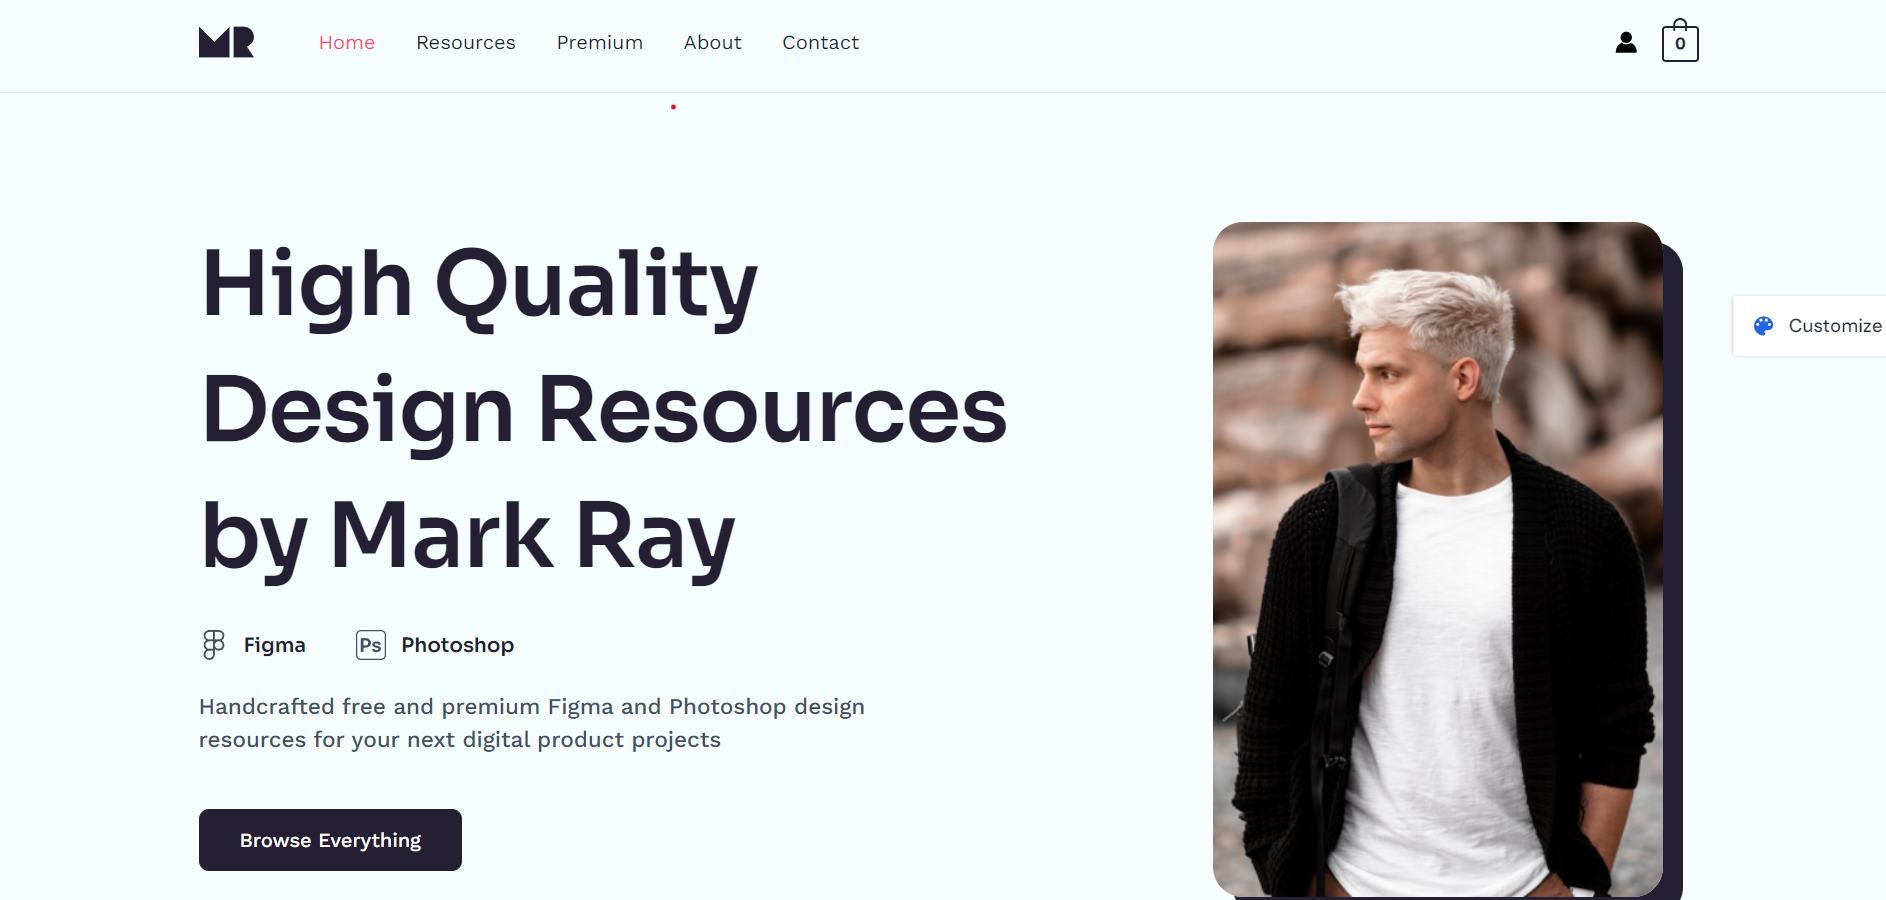 MR
Home Resources Premium About Contact
0
High Quality
Design Resources
by Mark Ray
Customize
Figma Ps Photoshop
Handcrafted free and premium Figma and Photoshop design
resources for your next digital product projects
Browse Everything